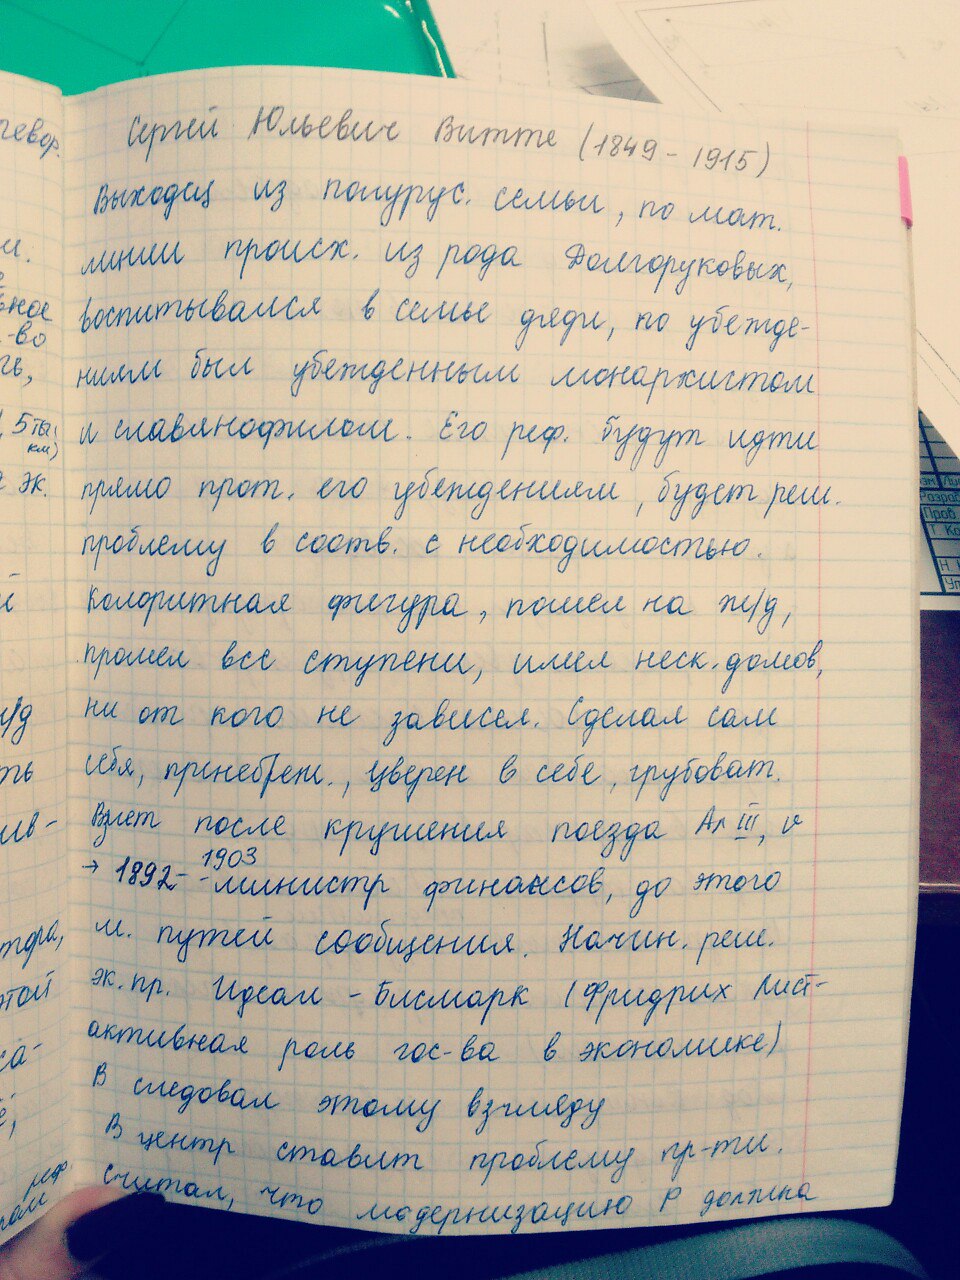 Сергей Юльевич Витте (1849 - 1915)
Выходец из полурус. семьи, по мат.
линии происх. из рода Долгоруковых,
воспитывался в семье дяди, по убежде-
ниям был убежденным монархистом
и славянофилом. Его реф. будут идти
прямо прот. его убеждениям, будет реш.
проблему в соотв. с необходимостью.
Колоритная фигура, пошел на ж/д,
прошел все ступени, имел неск. домов,
ни от кого не зависел. Сделал сам
себя, пренебреж., уверен в себе, грубоват.
Взлет после крушения поезда Ал III, и
→ 1892 - 1903 - министр финансов, до этого
м. путей сообщения. Начин. реш.
эк. пр. Идеал - Бисмарк (Фридрих Лист-
активная роль гос-ва в экономике)
В следовал этому взгляду
В центр ставит проблему пр-ти.
Считал, что модернизацию Р должна